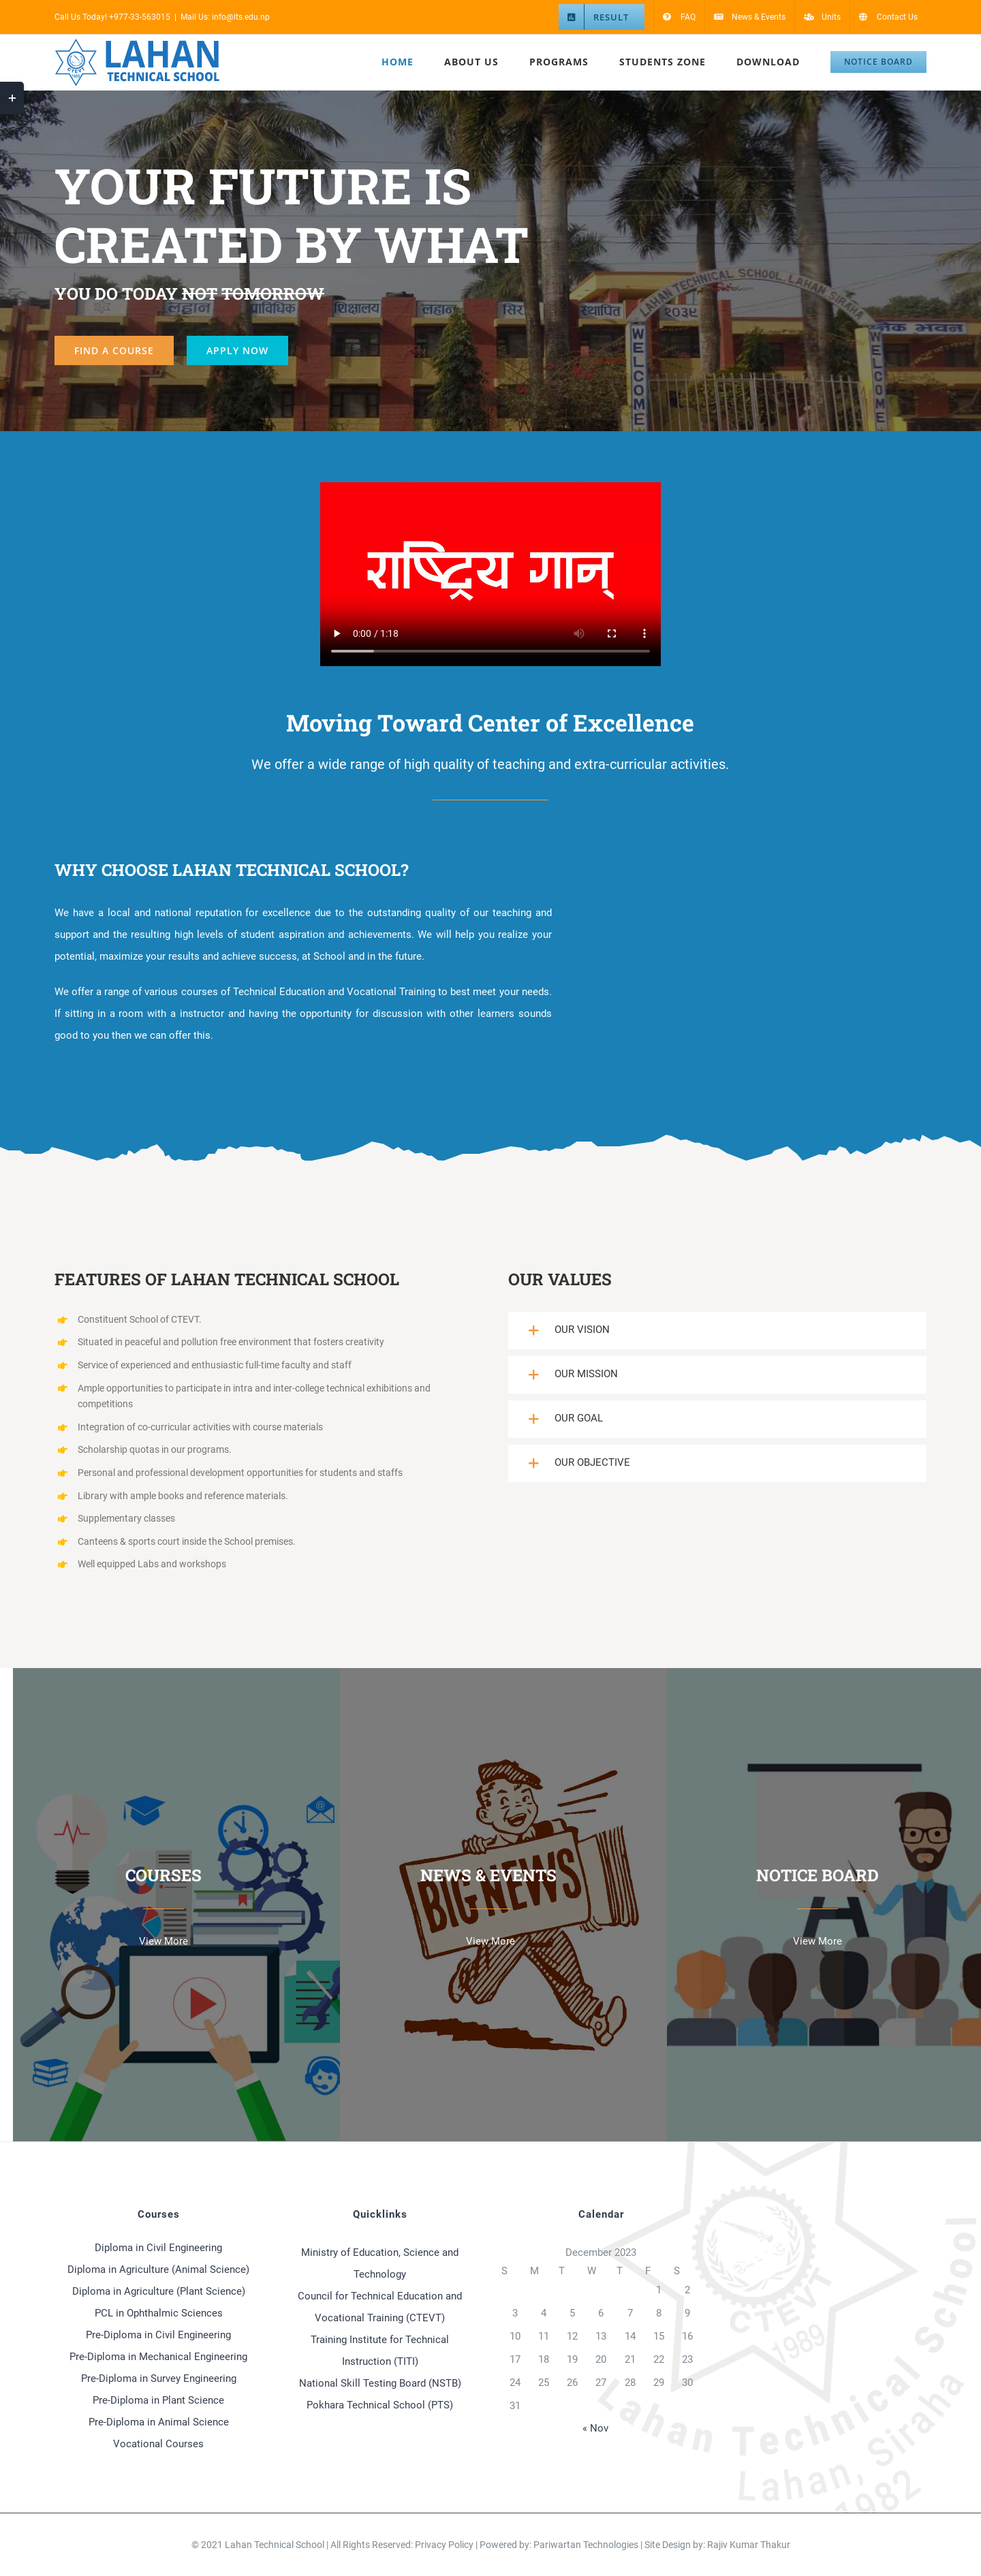 Call Us Today! +977-33-563015 | Mail Us: info@lts.edu.np
RESULT
FAQ
News & Events
Units
Contact Us
LAHAN
TECHNICAL SCHOOL
HOME
ABOUT US
PROGRAMS
STUDENTS ZONE
DOWNLOAD
NOTICE BOARD
+
YOUR FUTURE IS
CREATED BY WHAT
YOU DO TODAY NOT TOMORROW
FIND A COURSE
APPLY NOW
LAHAN TECHNICAL SCHOOL, LAHAN SIRAHA
स्थापित २०३९
WELCOME
WELCOME
राष्ट्रिय गान्
0:00 / 1:18
Moving Toward Center of Excellence
We offer a wide range of high quality of teaching and extra-curricular activities.
WHY CHOOSE LAHAN TECHNICAL SCHOOL?
We have a local and national reputation for excellence due to the outstanding quality of our teaching and
support and the resulting high levels of student aspiration and achievements. We will help you realize your
potential, maximize your results and achieve success, at School and in the future.
We offer a range of various courses of Technical Education and Vocational Training to best meet your needs.
If sitting in a room with a instructor and having the opportunity for discussion with other learners sounds
good to you then we can offer this.
FEATURES OF LAHAN TECHNICAL SCHOOL
Constituent School of CTEVT.
Situated in peaceful and pollution free environment that fosters creativity
Service of experienced and enthusiastic full-time faculty and staff
Ample opportunities to participate in intra and inter-college technical exhibitions and
competitions
Integration of co-curricular activities with course materials
Scholarship quotas in our programs.
Personal and professional development opportunities for students and staffs
Library with ample books and reference materials.
Supplementary classes
Canteens & sports court inside the School premises.
Well equipped Labs and workshops
OUR VALUES
OUR VISION
OUR MISSION
OUR GOAL
OUR OBJECTIVE
COURSES
View More
BIG NEWS
NEWS & EVENTS
View More
NOTICE BOARD
View More
Courses
Diploma in Civil Engineering
Diploma in Agriculture (Animal Science)
Diploma in Agriculture (Plant Science)
PCL in Ophthalmic Sciences
Pre-Diploma in Civil Engineering
Pre-Diploma in Mechanical Engineering
Pre-Diploma in Survey Engineering
Pre-Diploma in Plant Science
Pre-Diploma in Animal Science
Vocational Courses
Quicklinks
Ministry of Education, Science and
Technology
Council for Technical Education and
Vocational Training (CTEVT)
Training Institute for Technical
Instruction (TITI)
National Skill Testing Board (NSTB)
Pokhara Technical School (PTS)
Calendar
December 2023
S M T W T F S
1 2
3 4 5 6 7 8 9
10 11 12 13 14 15 16
17 18 19 20 21 22 23
24 25 26 27 28 29 30
31
« Nov
CTEVT
1989
Lahan Technical School
Lahan, Siraha
1982
© 2021 Lahan Technical School | All Rights Reserved: Privacy Policy | Powered by: Pariwartan Technologies | Site Design by: Rajiv Kumar Thakur